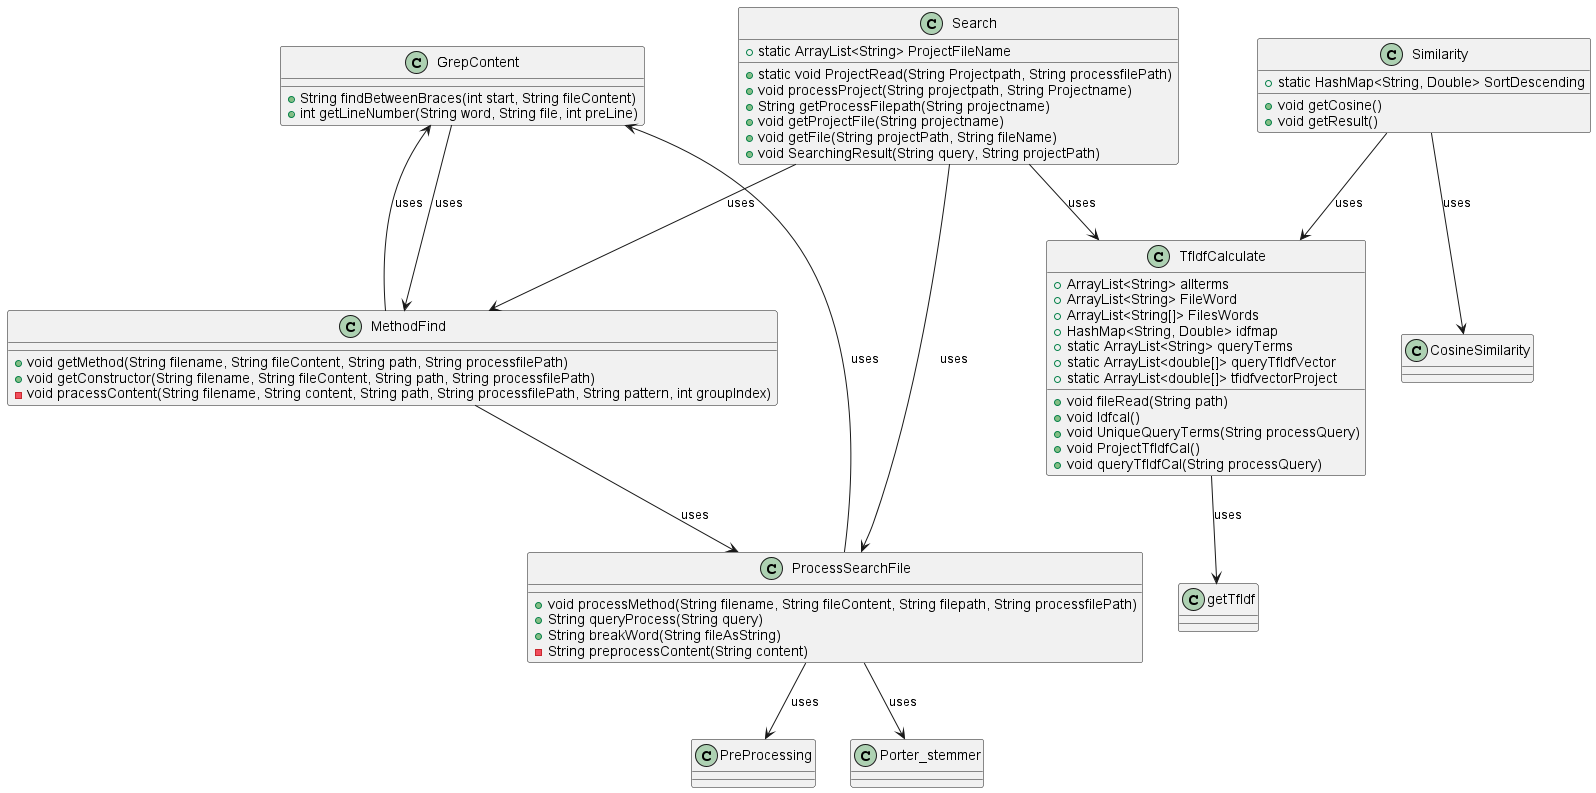 C Search
static ArrayList<String> ProjectFileName
static void ProjectRead(String Projectpath, String processfilePath)
void processProject(String projectpath, String Projectname)
String getProcessFilepath(String projectname)
void getProjectFile(String projectname)
void getFile(String projectPath, String fileName)
void SearchingResult(String query, String projectPath)
C GrepContent
String findBetweenBraces(int start, String fileContent)
int getLineNumber(String word, String file, int preLine)
C Similarity
static HashMap<String, Double> SortDescending
void getCosine()
void getResult()
uses
uses
uses
uses
uses
uses
C MethodFind
void getMethod(String filename, String fileContent, String path, String processfilePath)
void getConstructor(String filename, String fileContent, String path, String processfilePath)
void pracessContent(String filename, String content, String path, String processfilePath, String pattern, int groupIndex)
uses
uses
C TfIdfCalculate
ArrayList<String> allterms
ArrayList<String> FileWord
ArrayList<String[]> FilesWords
HashMap<String, Double> idfmap
static ArrayList<String> queryTerms
static ArrayList<double[]> queryTfIdfVector
static ArrayList<double[]> tfidfvectorProject
void fileRead(String path)
void Idfcal()
void UniqueQueryTerms(String processQuery)
void ProjectTfIdfCal()
void queryTfIdfCal(String processQuery)
C CosineSimilarity
uses
uses
C ProcessSearchFile
void processMethod(String filename, String fileContent, String filepath, String processfilePath)
String queryProcess(String query)
String breakWord(String fileAsString)
String preprocessContent(String content)
C getTfIdf
uses
uses
C PreProcessing
C Porter_stemmer